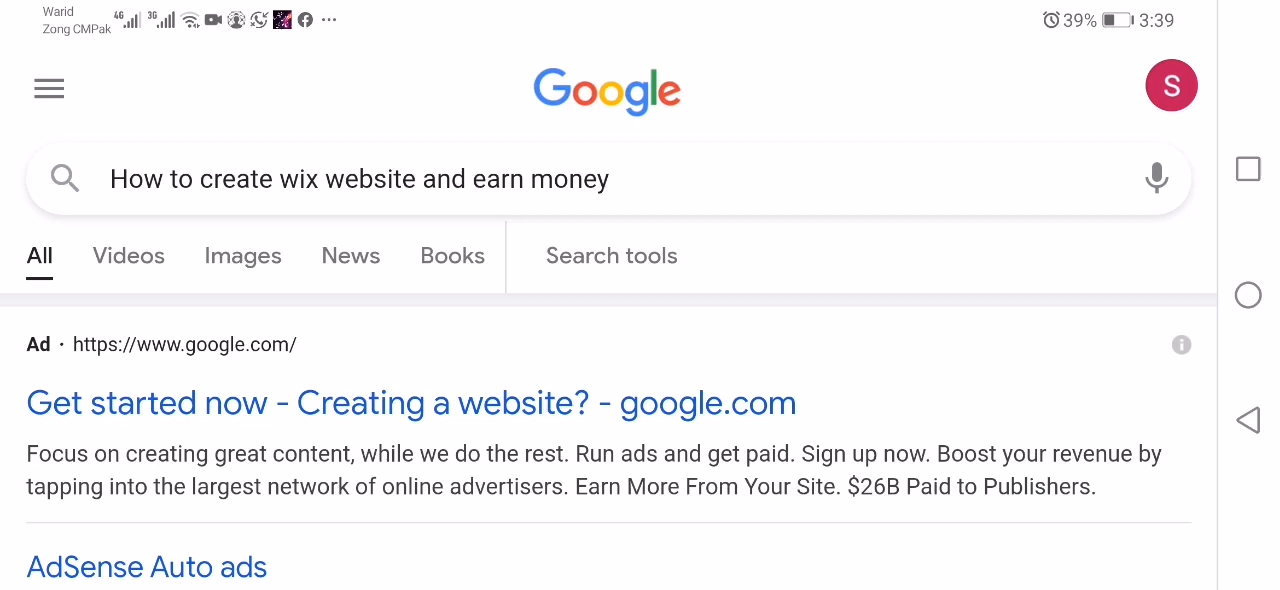 Warid
Zong CMPak
4G
3G
39%
3:39
Google
S
How to create wix website and earn money
All Videos Images News Books Search tools
Ad · https://www.google.com/
Get started now - Creating a website? - google.com
Focus on creating great content, while we do the rest. Run ads and get paid. Sign up now. Boost your revenue by
tapping into the largest network of online advertisers. Earn More From Your Site. $26B Paid to Publishers.
AdSense Auto ads